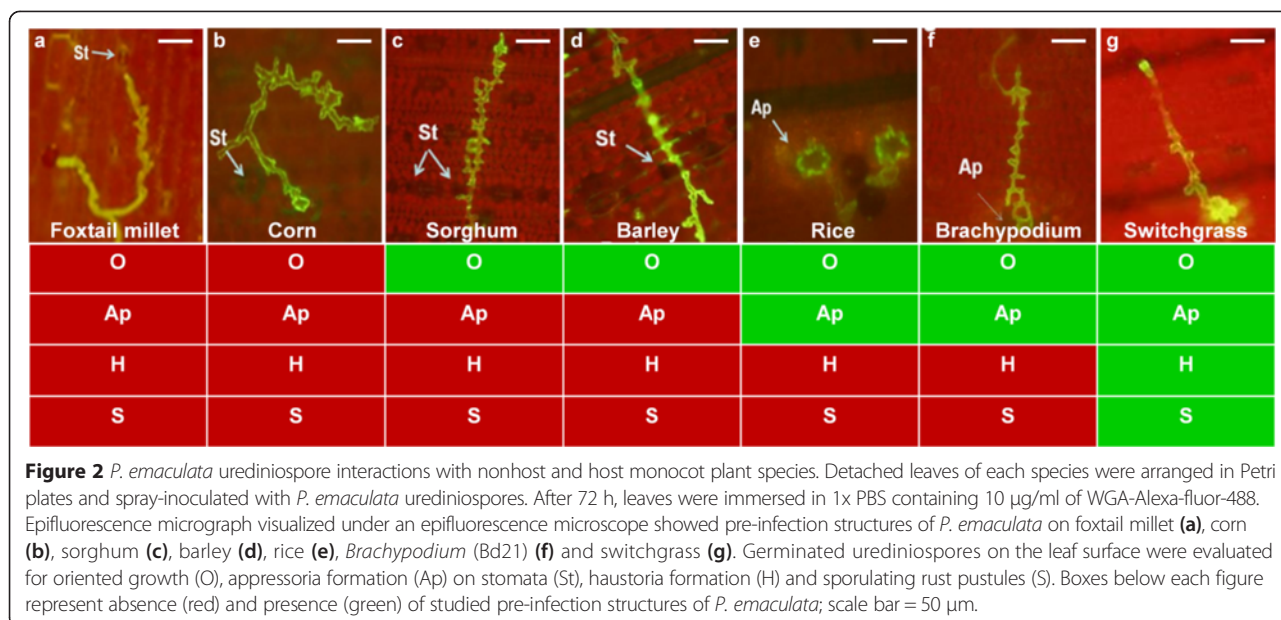 a b c d e f g
St St St St Ap Ap
Foxtail millet Corn Sorghum Barley Rice Brachypodium Switchgrass
O O O O O O O
Ap Ap Ap Ap Ap Ap Ap
H H H H H H H
S S S S S S S
Figure 2 P. emaculata urediniospore interactions with nonhost and host monocot plant species. Detached leaves of each species were arranged in Petri
plates and spray-inoculated with P. emaculata urediniospores. After 72 h, leaves were immersed in 1x PBS containing 10 μg/ml of WGA-Alexa-fluor-488.
Epifluorescence micrograph visualized under an epifluorescence microscope showed pre-infection structures of P. emaculata on foxtail millet (a), corn
(b), sorghum (c), barley (d), rice (e), Brachypodium (Bd21) (f) and switchgrass (g). Germinated urediniospores on the leaf surface were evaluated
for oriented growth (O), appressoria formation (Ap) on stomata (St), haustoria formation (H) and sporulating rust pustules (S). Boxes below each figure
represent absence (red) and presence (green) of studied pre-infection structures of P. emaculata; scale bar = 50 μm.